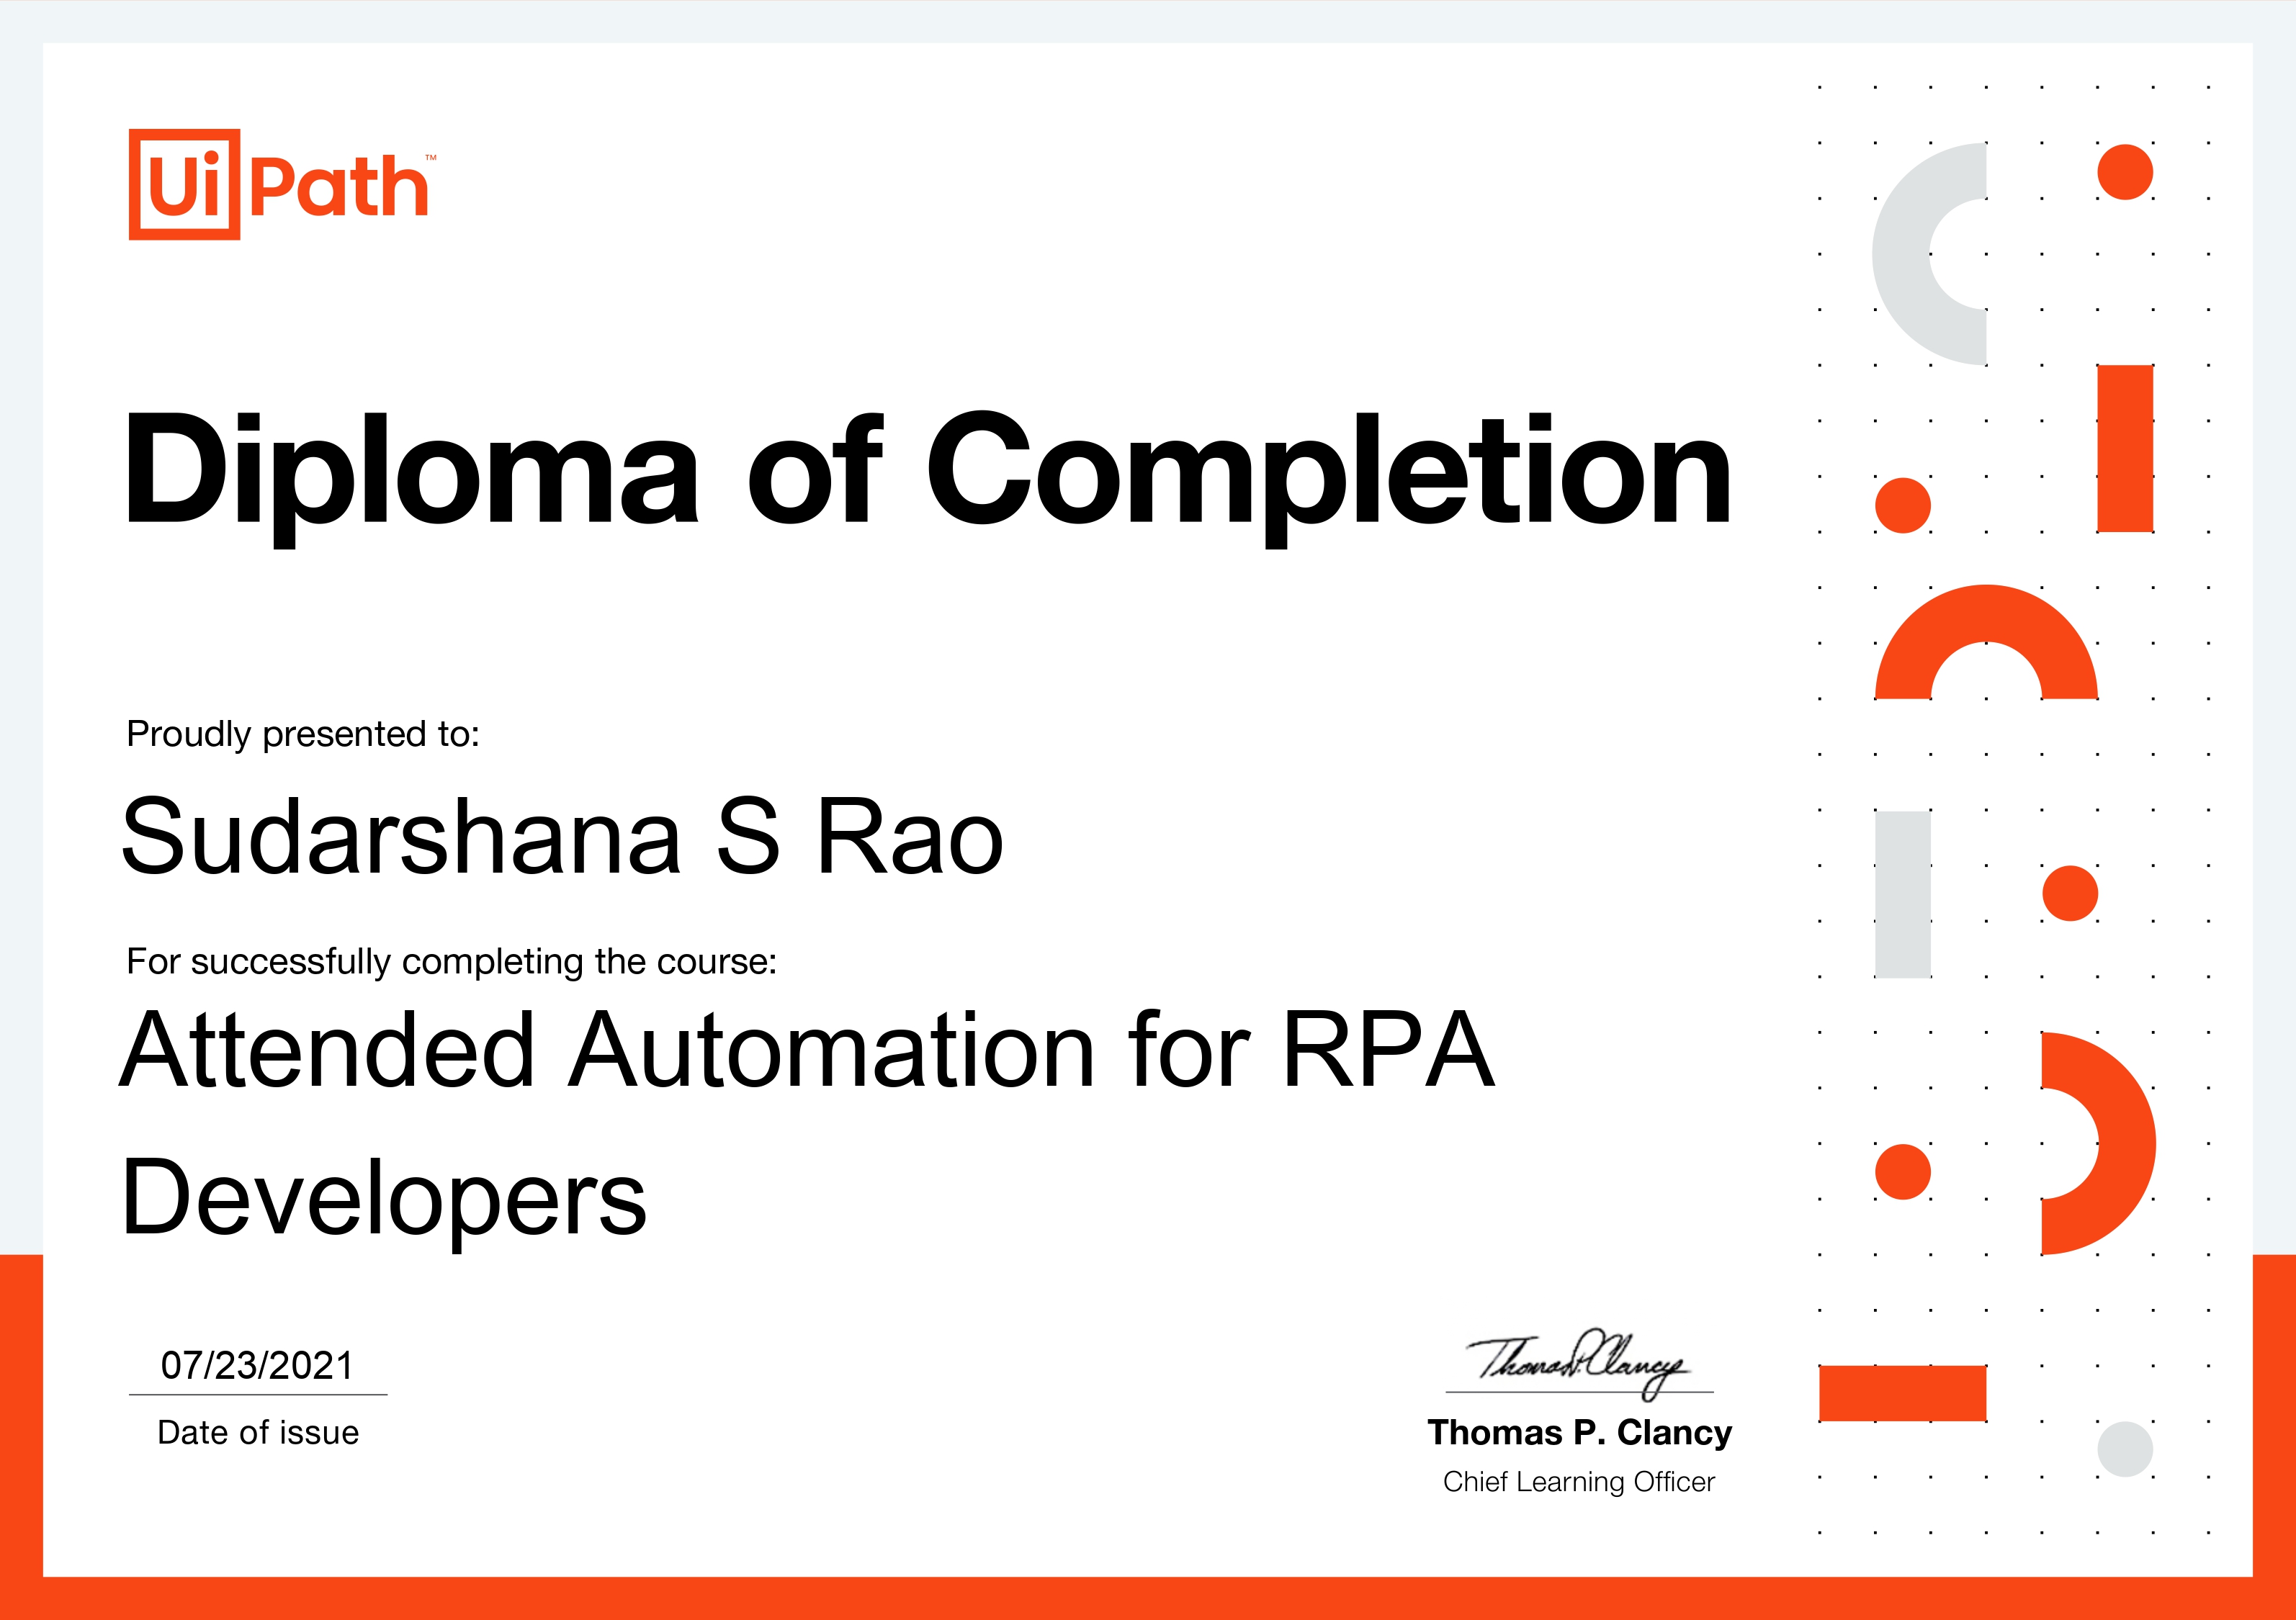 UiPath™
Diploma of Completion
Proudly presented to:
Sudarshana S Rao
For successfully completing the course:
Attended Automation for RPA
Developers
07/23/2021
Date of issue
Thomas P. Clancy
Thomas P. Clancy
Chief Learning Officer